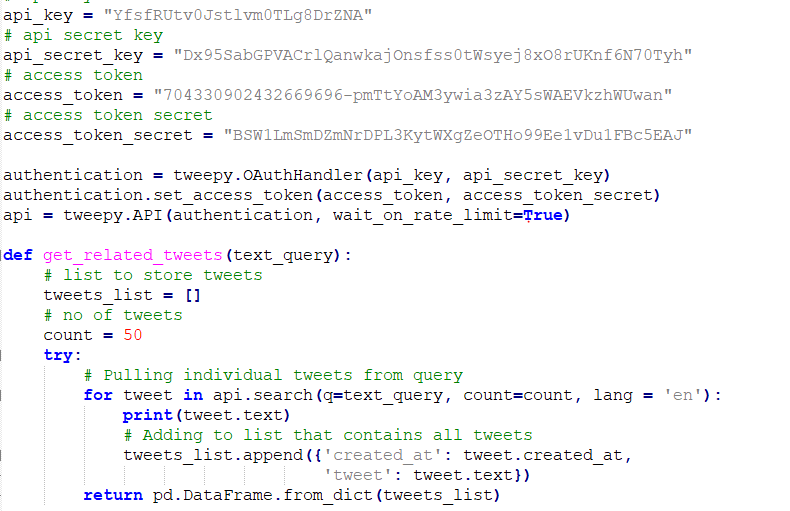 api_key = "YfsfRUtv0Jstlvm0TLg8DrZNA"
# api secret key
api_secret_key = "Dx95SabGPVACrlQanwkajOnsfss0tWsyej8xO8rUKnf6N70Tyh"
# access token
access_token = "704330902432669696-pmTtYoAM3ywia3zAY5sWAEVkzhWUwan"
# access token secret
access_token_secret = "BSW1LmSmDZmNrDPL3KytWXgZeOTHo99Ee1vDu1FBc5EAJ"
authentication = tweepy.OAuthHandler(api_key, api_secret_key)
authentication.set_access_token(access_token, access_token_secret)
api = tweepy.API(authentication, wait_on_rate_limit=True)
def get_related_tweets(text_query):
    # list to store tweets
    tweets_list = []
    # no of tweets
    count = 50
    try:
        # Pulling individual tweets from query
        for tweet in api.search(q=text_query, count=count, lang = 'en'):
            print(tweet.text)
            # Adding to list that contains all tweets
            tweets_list.append({'created_at': tweet.created_at,
                                'tweet': tweet.text})
        return pd.DataFrame.from_dict(tweets_list)